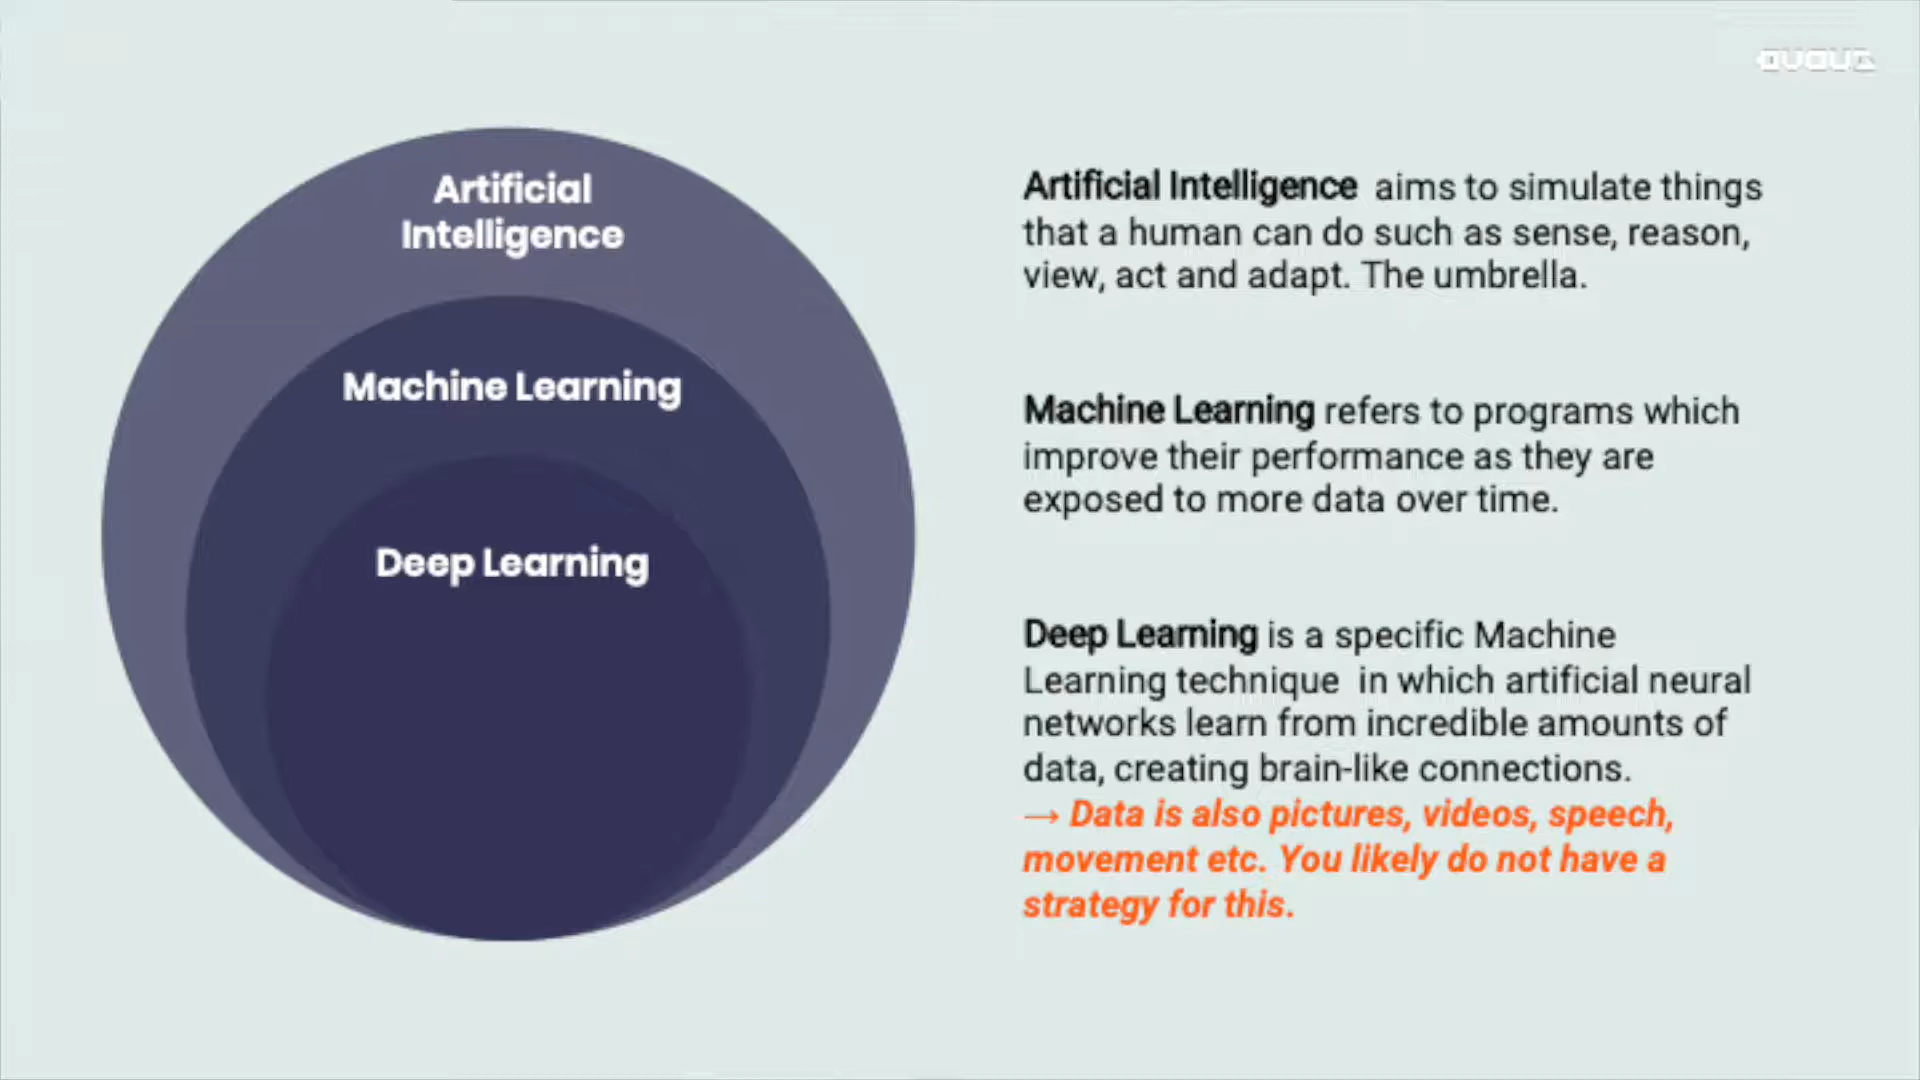 Artificial
Intelligence
Machine Learning
Deep Learning
Artificial Intelligence aims to simulate things
that a human can do such as sense, reason,
view, act and adapt. The umbrella.
Machine Learning refers to programs which
improve their performance as they are
exposed to more data over time.
Deep Learning is a specific Machine
Learning technique in which artificial neural
networks learn from incredible amounts of
data, creating brain-like connections.
→ Data is also pictures, videos, speech,
movement etc. You likely do not have a
strategy for this.